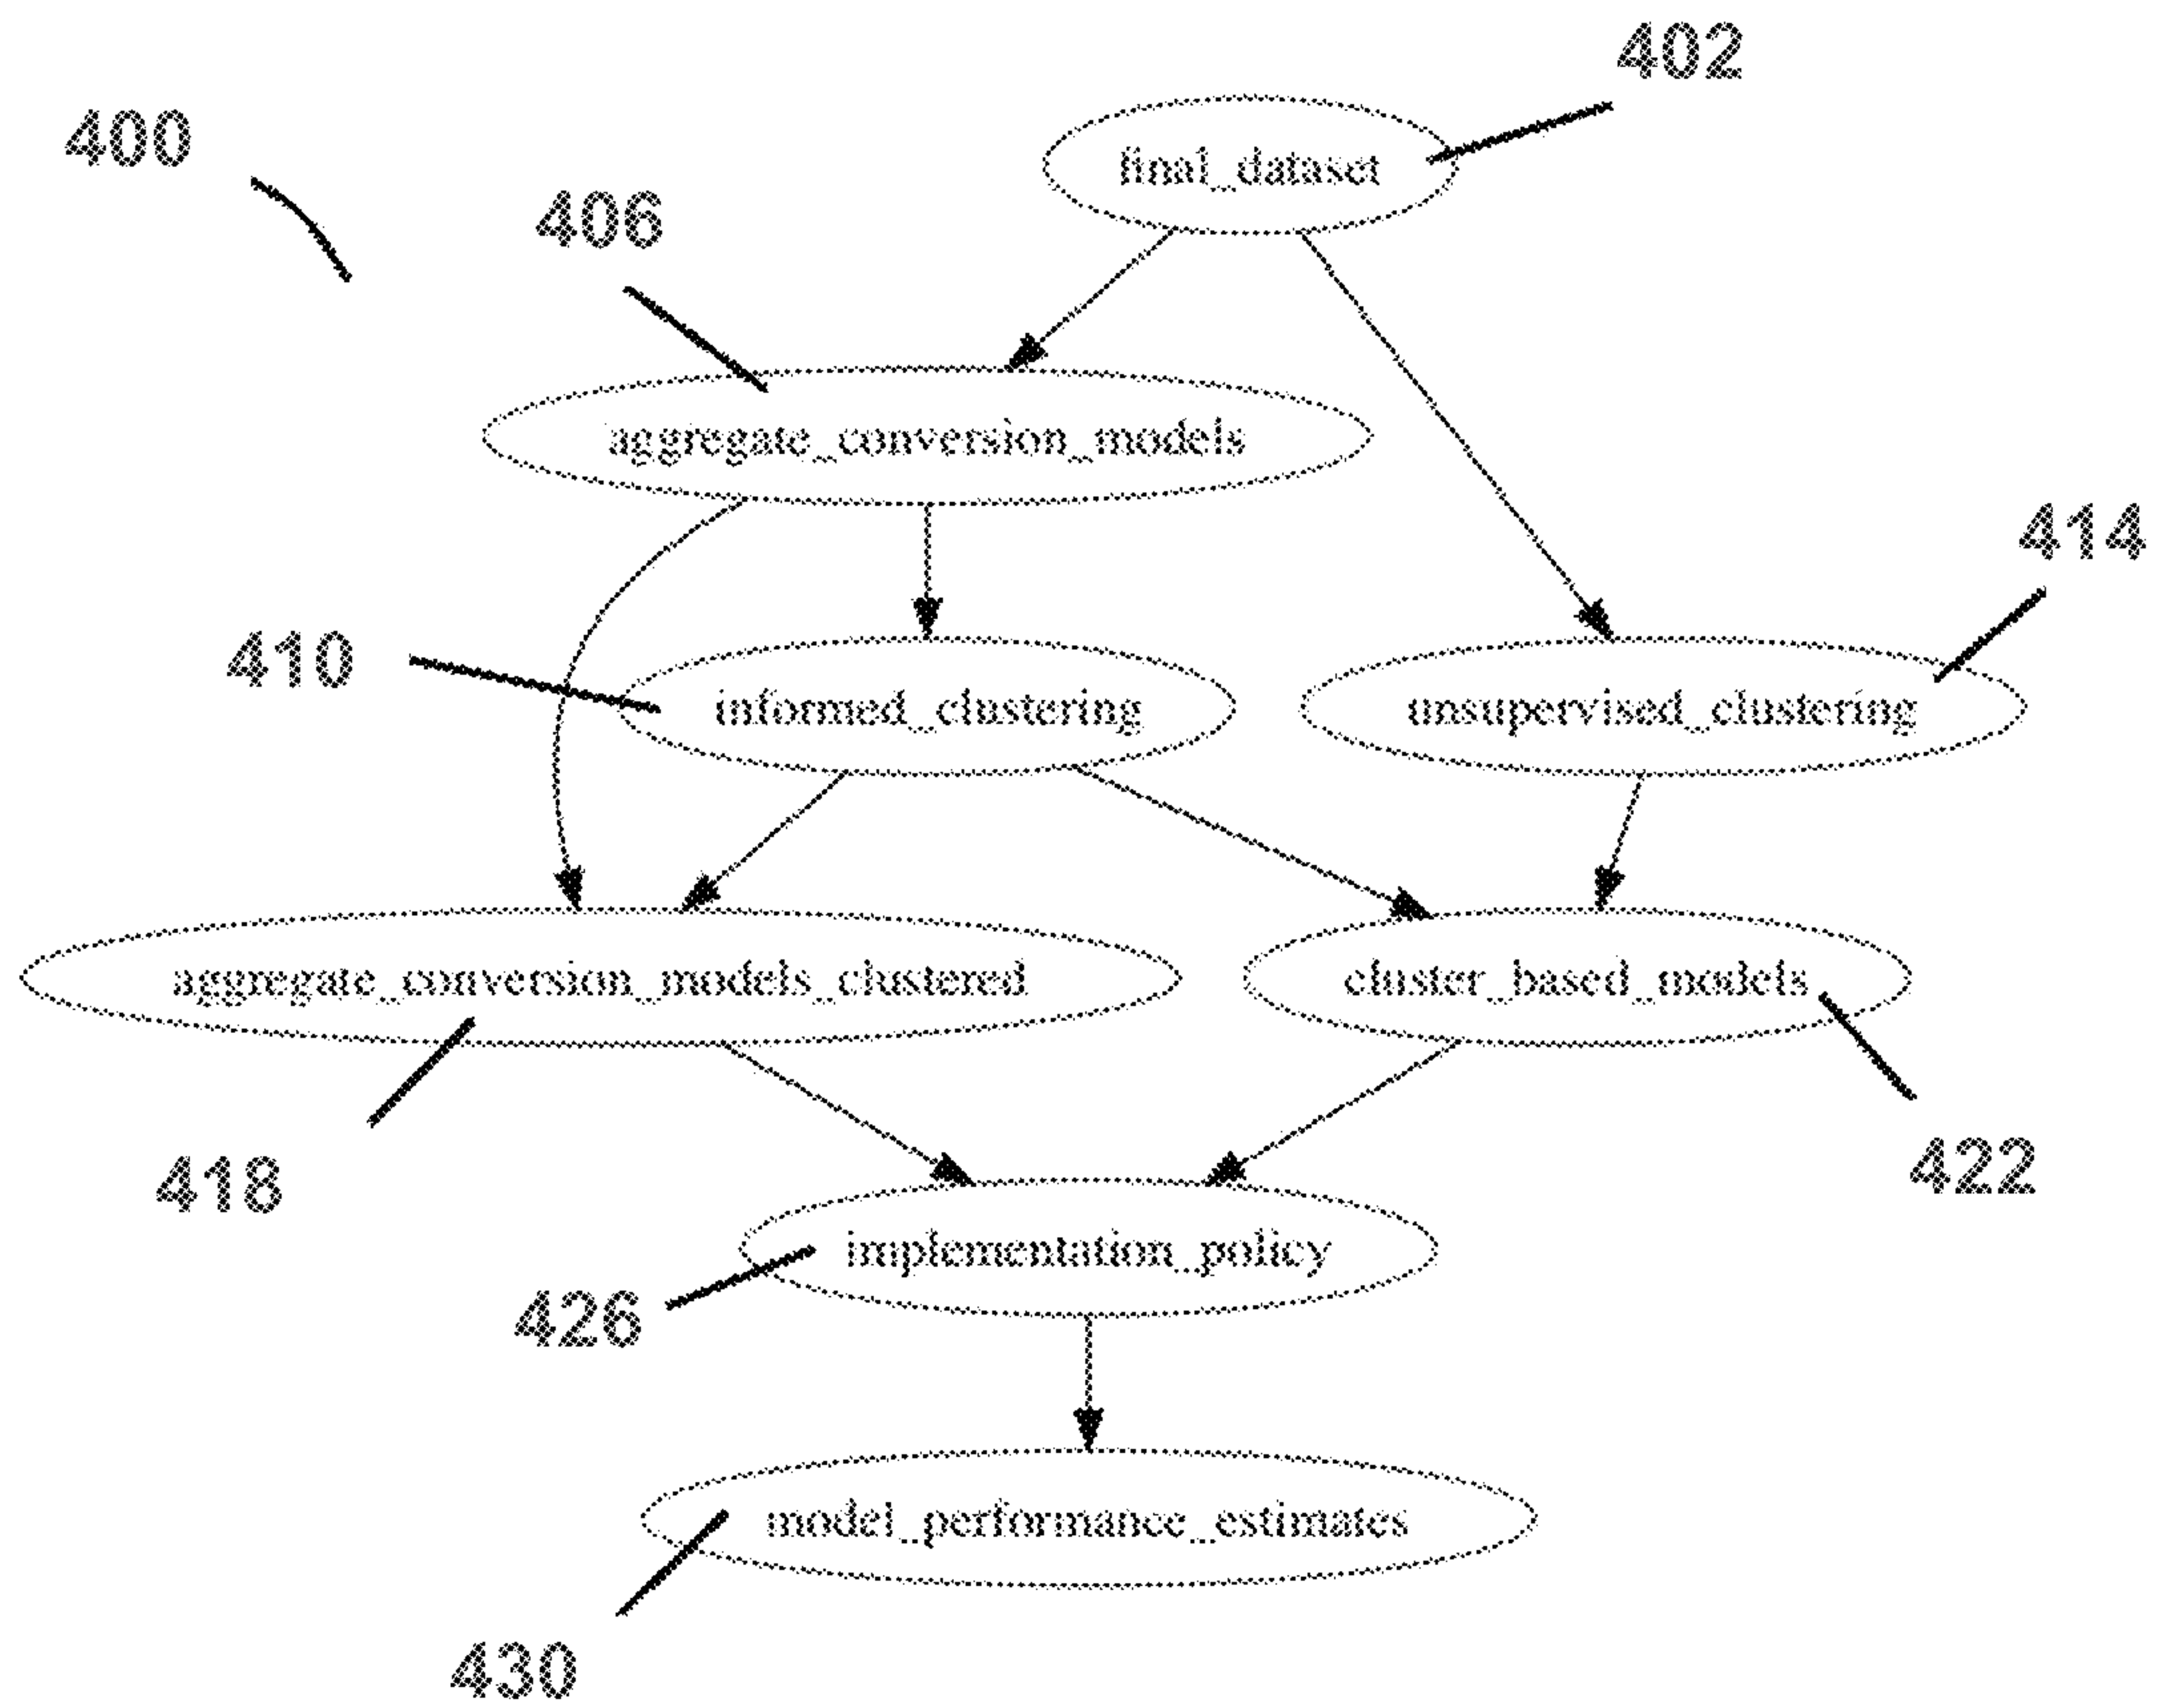 402
400
final_dataset
406
aggregate_conversion_models
414
410
informed_clustering
unsupervised_clustering
aggregate_conversion_models_clustered
cluster_based_models
418
422
implementation_policy
426
model_performance_estimates
430